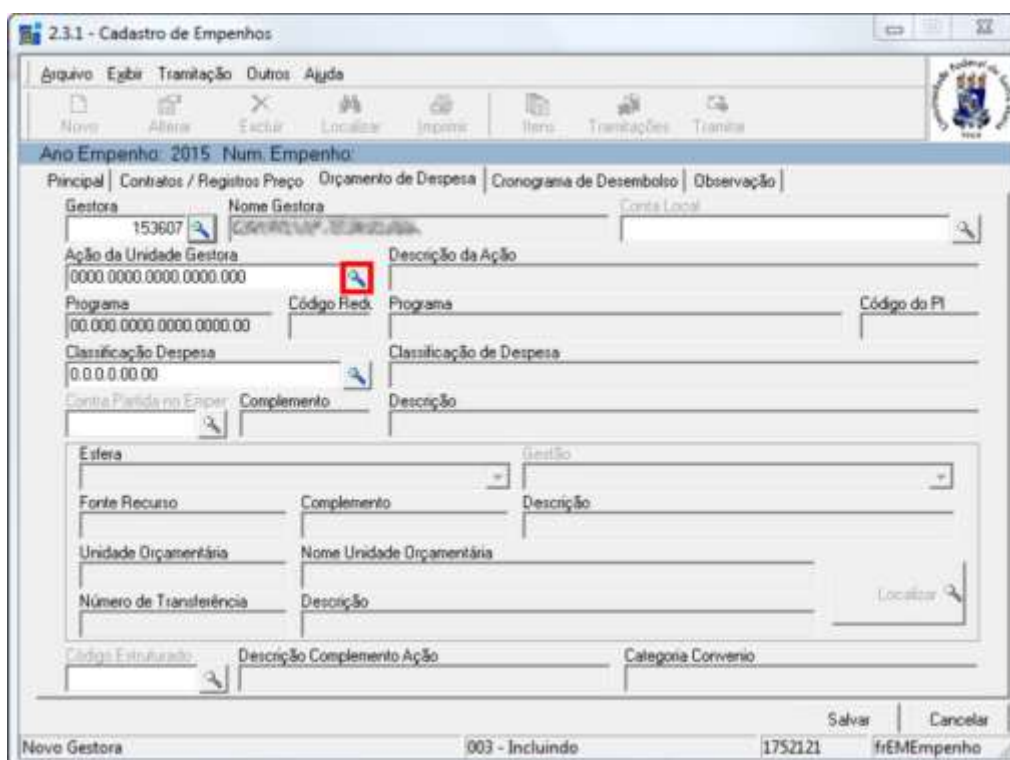 2.3.1 - Cadastro de Empenhos
Arquivo Exibir Tramitação Outros Ajuda
Novo Alterar Excluir Localizar Imprimir Itens Tramitações Tramitar
Ano Empenho: 2015 Num. Empenho:
Principal Contratos / Registros Preço Orçamento de Despesa Cronograma de Desembolso Observação
Gestora Nome Gestora Conta Local
153607
Ação da Unidade Gestora Descrição da Ação
0000.0000.0000.0000.000
Programa Código Redu Programa Código do PI
00.000.0000.0000.0000.00
Classificação Despesa Classificação de Despesa
0.0.0.0.00.00
Contra Partida no Emper Complemento Descrição
Esfera Gestão
Fonte Recurso Complemento Descrição
Unidade Orçamentária Nome Unidade Orçamentária
Localizar
Número de Transferência Descrição
Código Estruturado Descrição Complemento Ação Categoria Convenio
Salvar Cancelar
Novo Gestora 003 - Incluindo 1752121 frEMEmpenho